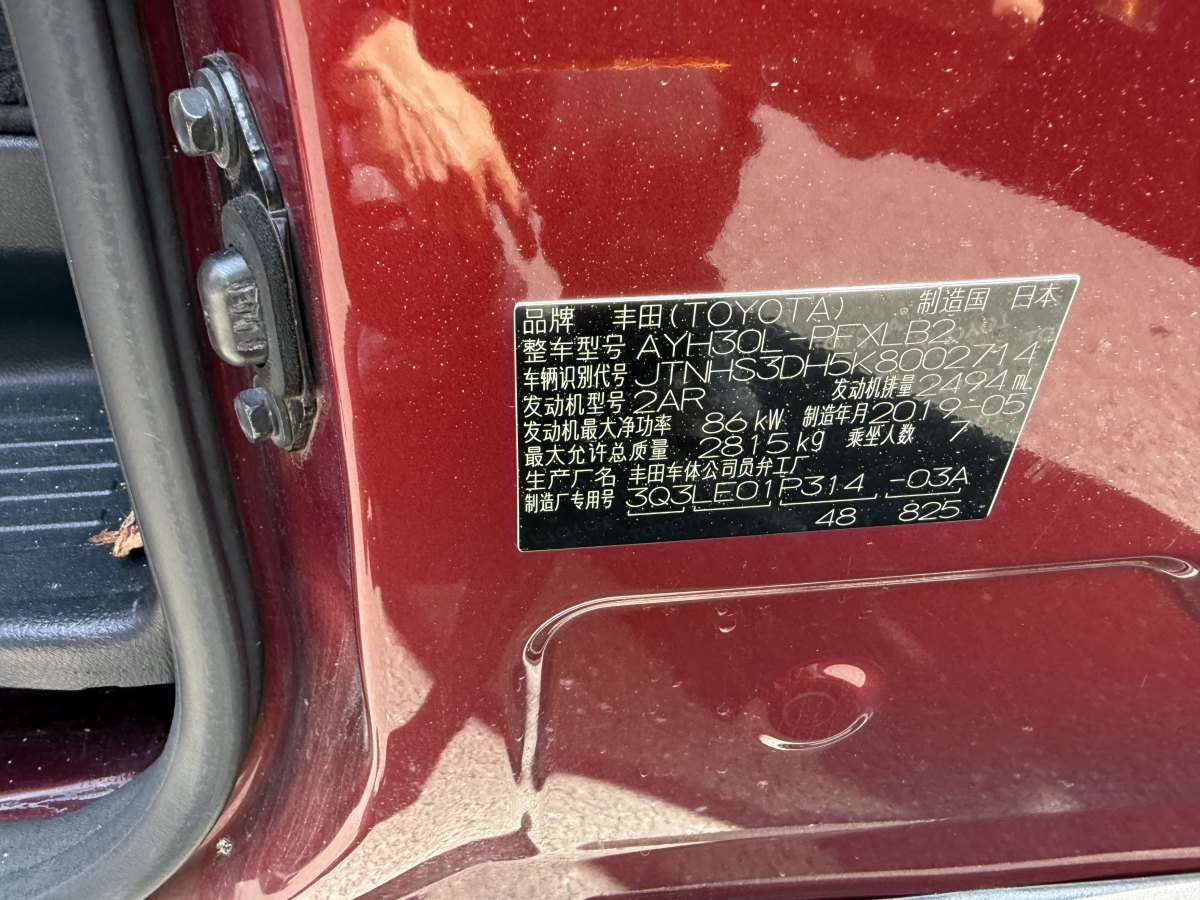 品牌 丰田(TOYOTA) 制造国 日本
整车型号 AYH30L-PFXLB2
车辆识别代号 JTNHS3DH5K8002714
发动机型号 2AR 发动机排量 2494 mL
发动机最大净功率 86 kW 制造年月 2019-05
最大允许总质量 2815 kg 乘坐人数 7
生产厂名 丰田车体公司员弁工厂
制造厂专用号 3Q3LE01P314 -03A
48 825